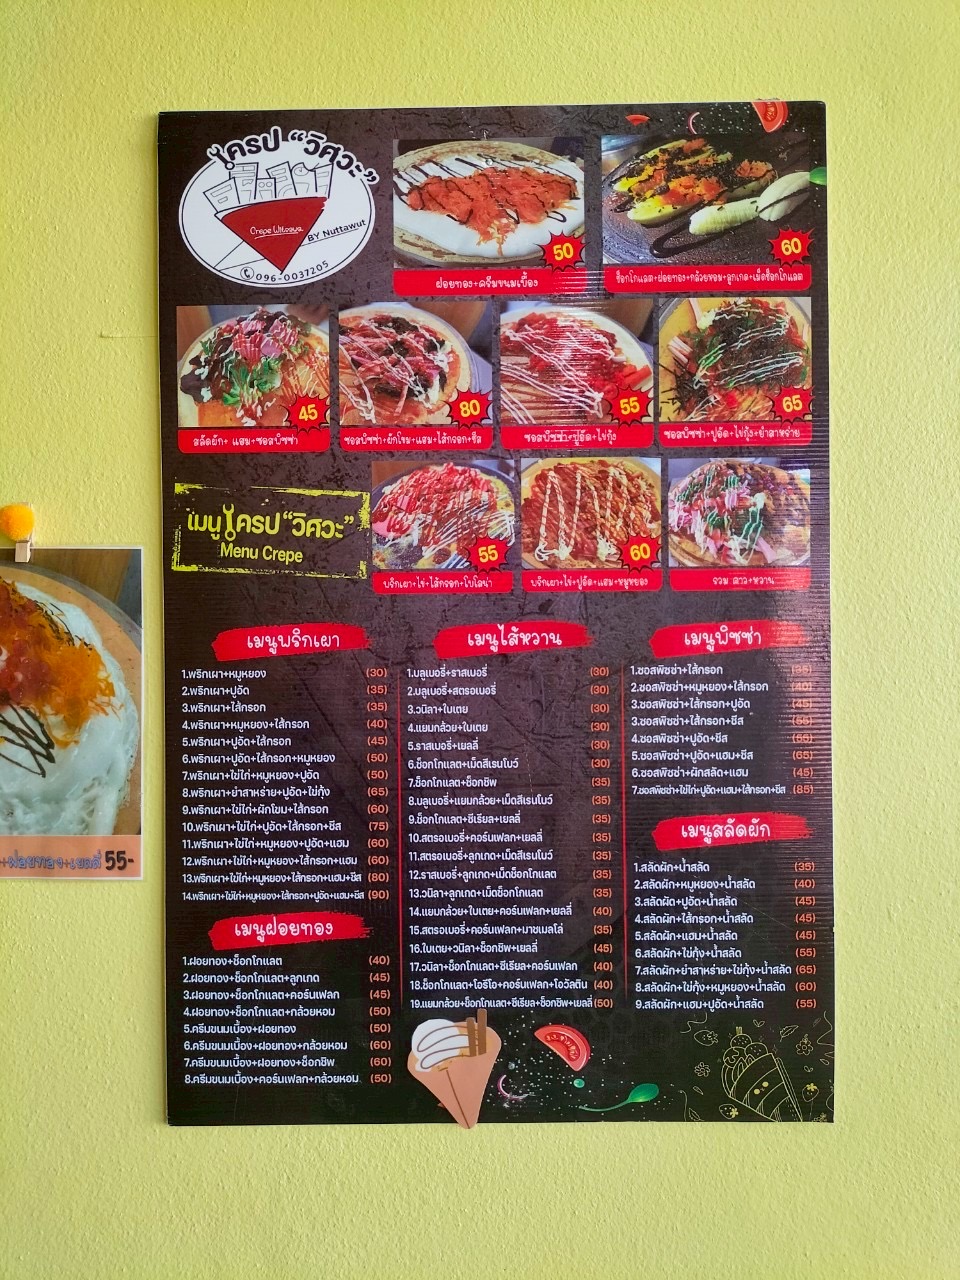 เครป "วิศวะ"
Crepe Witsava
BY Nuttawut
096-0037205
50
ฝอยทอง+ครีมขนมเบื้อง
60
ช็อกโกแลต+ฝอยทอง+กล้วยหอม+ลูกเกด+เม็ดช็อกโกแลต
45
สลัดผัก+ แฮม+ซอสพิซซ่า
80
ซอสพิซซ่า+ผักโขม+แฮม+ไส้กรอก+ชีส
55
ซอสพิซซ่า+ปูอัด+ไข่กุ้ง
65
ซอสพิซซ่า+ปูอัด+ไข่กุ้ง+ยำสาหร่าย
เมนูเครป "วิศวะ"
Menu Crepe
55
พริกเผา+ไข่+ไส้กรอก+โบโลน่า
60
พริกเผา+ไข่+ปูอัด+แฮม+หมูหยอง
รวม คาว+หวาน
เมนูพริกเผา
1.พริกเผา+หมูหยอง (30)
2.พริกเผา+ปูอัด (35)
3.พริกเผา+ไส้กรอก (35)
4.พริกเผา+หมูหยอง+ไส้กรอก (40)
5.พริกเผา+ปูอัด+ไส้กรอก (45)
6.พริกเผา+ปูอัด+ไส้กรอก+หมูหยอง (50)
7.พริกเผา+ไข่ไก่+หมูหยอง+ปูอัด (50)
8.พริกเผา+ยำสาหร่าย+ปูอัด+ไข่กุ้ง (65)
9.พริกเผา+ไข่ไก่+ผักโขม+ไส้กรอก (60)
10.พริกเผา+ไข่ไก่+ปูอัด+ไส้กรอก+ชีส (75)
11.พริกเผา+ไข่ไก่+หมูหยอง+ปูอัด+แฮม (60)
12.พริกเผา+ไข่ไก่+หมูหยอง+ไส้กรอก+แฮม (60)
13.พริกเผา+ไข่ไก่+หมูหยอง+ไส้กรอก+แฮม+ชีส (80)
14.พริกเผา+ไข่ไก่+หมูหยอง+ไส้กรอก+ปูอัด+แฮม+ชีส (90)
เมนูฝอยทอง
1.ฝอยทอง+ช็อกโกแลต (40)
2.ฝอยทอง+ช็อกโกแลต+ลูกเกด (45)
3.ฝอยทอง+ช็อกโกแลต+คอร์นเฟลก (45)
4.ฝอยทอง+ช็อกโกแลต+กล้วยหอม (50)
5.ครีมขนมเบื้อง+ฝอยทอง (50)
6.ครีมขนมเบื้อง+ฝอยทอง+กล้วยหอม (60)
7.ครีมขนมเบื้อง+ฝอยทอง+ช็อกชิพ (60)
8.ครีมขนมเบื้อง+คอร์นเฟลก+กล้วยหอม (50)
เมนูไส้หวาน
1.บลูเบอรี่+ราสเบอรี่ (30)
2.บลูเบอรี่+สตรอเบอรี่ (30)
3.วนิลา+ใบเตย (30)
4.แยมกล้วย+ใบเตย (30)
5.ราสเบอรี่+เยลลี่ (30)
6.ช็อกโกแลต+เม็ดสีเรนโบว์ (30)
7.ช็อกโกแลต+ช็อกชิพ (35)
8.บลูเบอรี่+แยมกล้วย+เม็ดสีเรนโบว์ (35)
9.ช็อกโกแลต+ซีเรียล+เยลลี่ (35)
10.สตรอเบอรี่+คอร์นเฟลก+เยลลี่ (35)
11.สตรอเบอรี่+ลูกเกด+เม็ดสีเรนโบว์ (35)
12.ราสเบอรี่+ลูกเกด+เม็ดช็อกโกแลต (35)
13.วนิลา+ลูกเกด+เม็ดช็อกโกแลต (35)
14.แยมกล้วย+ใบเตย+คอร์นเฟลก+เยลลี่ (40)
15.สตรอเบอรี่+คอร์นเฟลก+มาชเมลโล่ (35)
16.ใบเตย+วนิลา+ช็อกชิพ+เยลลี่ (45)
17.วนิลา+ช็อกโกแลต+ซีเรียล+คอร์นเฟลก (40)
18.ช็อกโกแลต+โอรีโอ+คอร์นเฟลก+โอวัลติน (40)
19.แยมกล้วย+ช็อกโกแลต+ซีเรียล+ช็อกชิพ+เยลลี่ (50)
เมนูพิซซ่า
1.ซอสพิซซ่า+ไส้กรอก (35)
2.ซอสพิซซ่า+หมูหยอง+ไส้กรอก (40)
3.ซอสพิซซ่า+ไส้กรอก+ปูอัด (45)
3.ซอสพิซซ่า+ไส้กรอก+ชีส (55)
4.ซอสพิซซ่า+ปูอัด+ชีส (55)
5.ซอสพิซซ่า+ปูอัด+แฮม+ชีส (65)
6.ซอสพิซซ่า+ผักสลัด+แฮม (45)
7.ซอสพิซซ่า+ไข่ไก่+ปูอัด+แฮม+ไส้กรอก+ชีส (85)
เมนูสลัดผัก
1.สลัดผัก+น้ำสลัด (35)
2.สลัดผัก+หมูหยอง+น้ำสลัด (40)
3.สลัดผัด+ปูอัด+น้ำสลัด (45)
4.สลัดผัก+ไส้กรอก+น้ำสลัด (45)
5.สลัดผัก+แฮม+น้ำสลัด (45)
6.สลัดผัก+ไข่กุ้ง+น้ำสลัด (55)
7.สลัดผัก+ยำสาหร่าย+ไข่กุ้ง+น้ำสลัด (65)
8.สลัดผัก+ไข่กุ้ง+หมูหยอง+น้ำสลัด (60)
9.สลัดผัก+แฮม+ปูอัด+น้ำสลัด (55)
+ฝอยทอง+เยลลี่ 55-